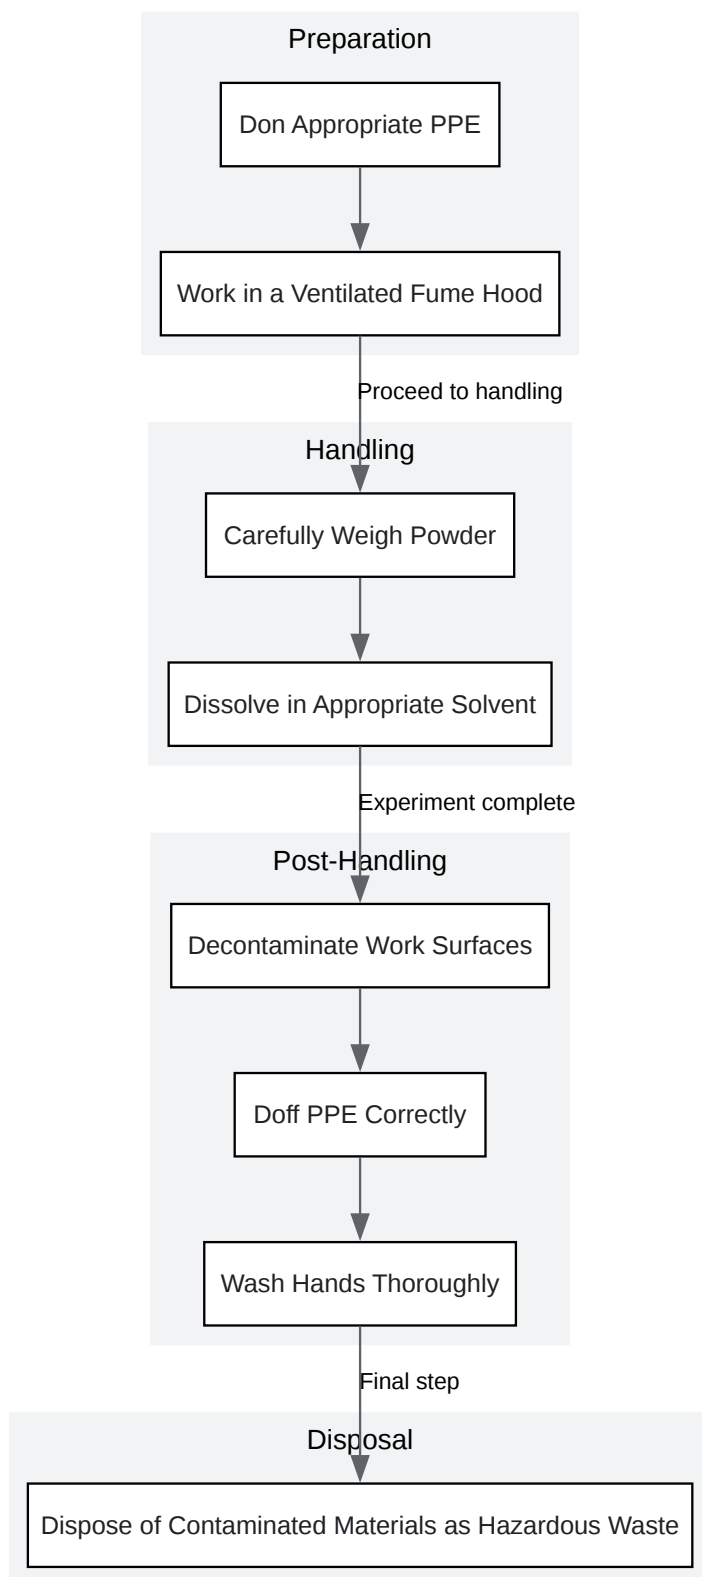 Preparation
Don Appropriate PPE
Work in a Ventilated Fume Hood
Proceed to handling
Handling
Carefully Weigh Powder
Dissolve in Appropriate Solvent
Experiment complete
Post-Handling
Decontaminate Work Surfaces
Doff PPE Correctly
Wash Hands Thoroughly
Final step
Disposal
Dispose of Contaminated Materials as Hazardous Waste